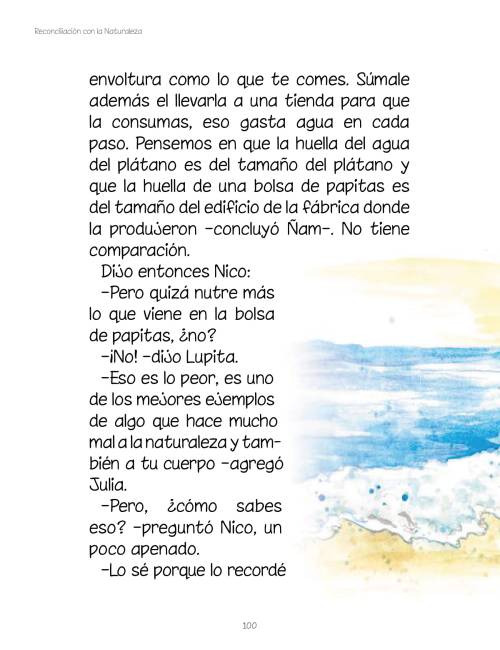 Reconciliación con la Naturaleza
envoltura como lo que te comes. Súmale
además el llevarla a una tienda para que
la consumas, eso gasta agua en cada
paso. Pensemos en que la huella del agua
del plátano es del tamaño del plátano y
que la huella de una bolsa de papitas es
del tamaño del edificio de la fábrica donde
la produjeron –concluyó Ñam–. No tiene
comparación.
Dijo entonces Nico:
–Pero quizá nutre más
lo que viene en la bolsa
de papitas, ¿no?
–¡No! –dijo Lupita.
–Eso es lo peor, es uno
de los mejores ejemplos
de algo que hace mucho
mal a la naturaleza y tam-
bién a tu cuerpo –agregó
Julia.
–Pero, ¿cómo sabes
eso? –preguntó Nico, un
poco apenado.
–Lo sé porque lo recordé
100